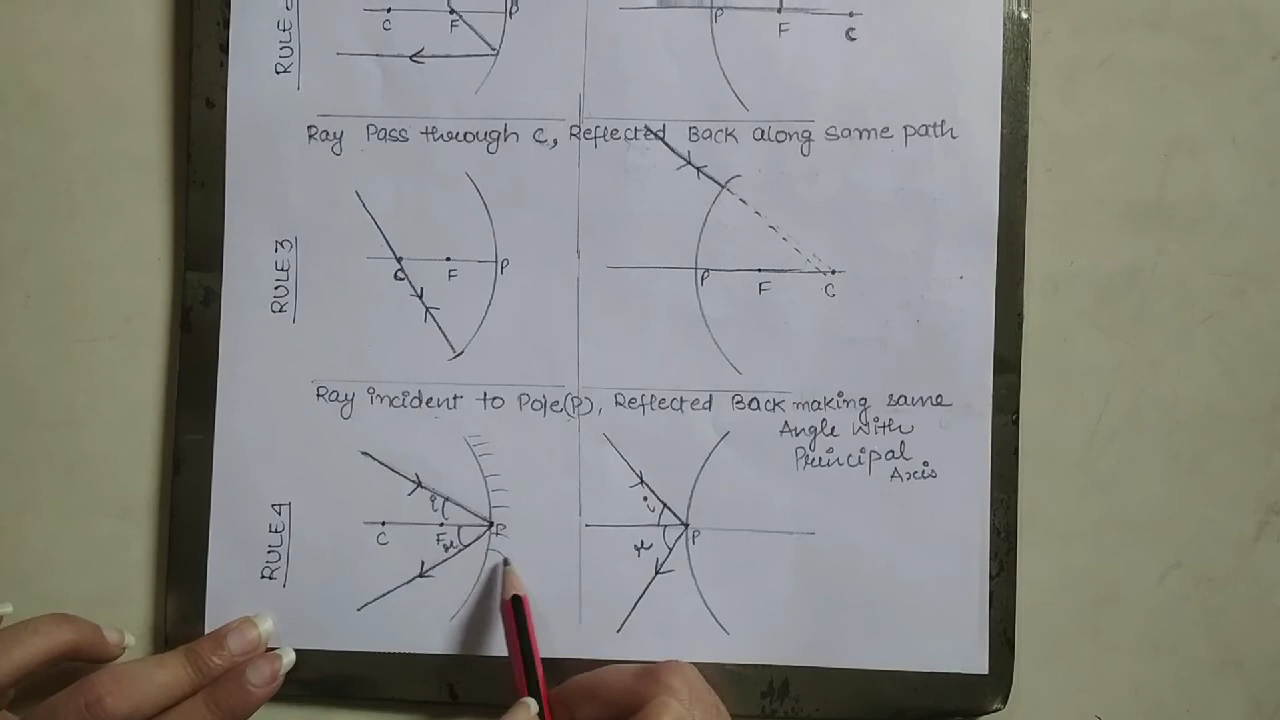 RULE
C F P
P F C
Ray Pass through C, Reflected Back along same path
RULE 3
C F P
P F C
Ray incident to Pole(P), Reflected Back making same
Angle with
Principal
Axis
RULE 4
i
C F r P
i
r P